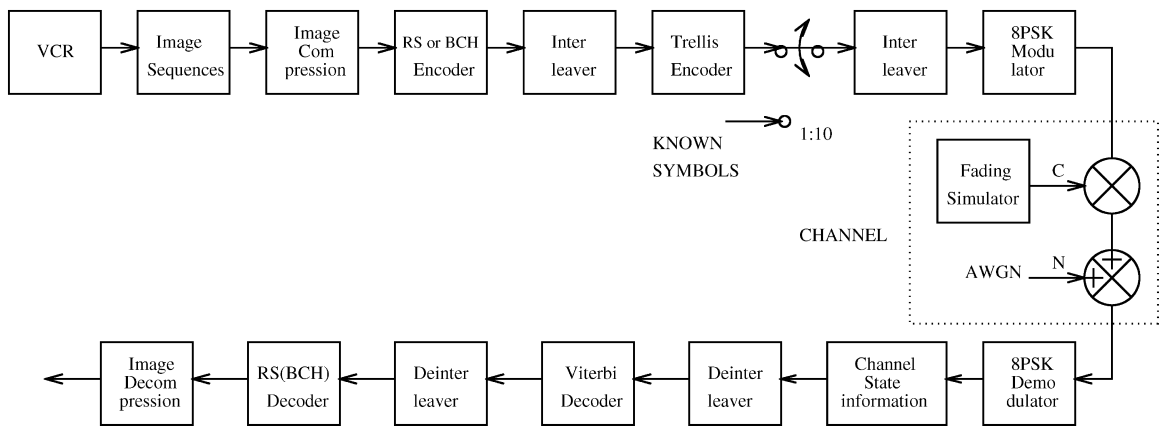 VCR
Image
Sequences
Image
Com
pression
RS or BCH
Encoder
Inter
leaver
Trellis
Encoder
Inter
leaver
8PSK
Modu
lator
KNOWN
SYMBOLS
1:10
Fading
Simulator
C
CHANNEL
AWGN
N
Image
Decom
pression
RS(BCH)
Decoder
Deinter
leaver
Viterbi
Decoder
Deinter
leaver
Channel
State
information
8PSK
Demo
dulator